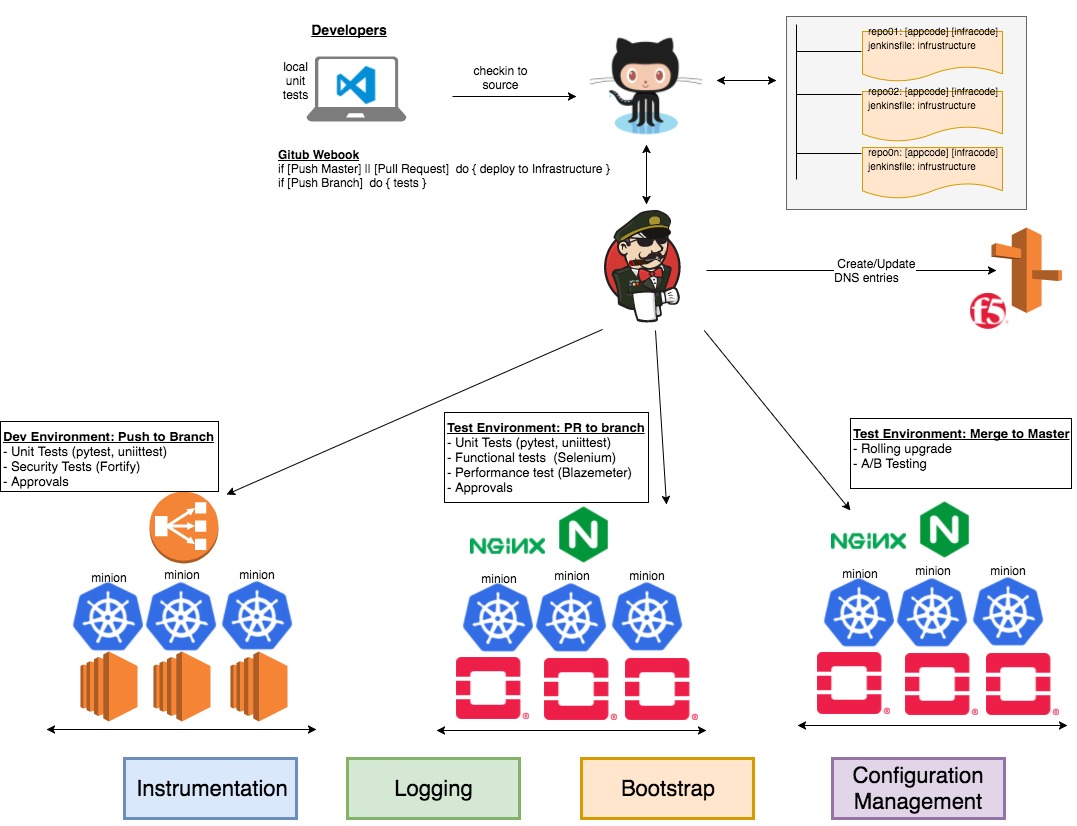 Developers
local
unit
tests
checkin to
source
repo01: [appcode] [infracode]
jenkinsfile: infrustructure
repo02: [appcode] [infracode]
jenkinsfile: infrustructure
repo0n: [appcode] [infracode]
jenkinsfile: infrustructure
Gitub Webook
if [Push Master] || [Pull Request]  do { deploy to Infrastructure }
if [Push Branch]  do { tests }
Create/Update
DNS entries
f5
Dev Environment: Push to Branch
- Unit Tests (pytest, uniittest)
- Security Tests (Fortify)
- Approvals
Test Environment: PR to branch
- Unit Tests (pytest, uniittest)
- Functional tests  (Selenium)
- Performance test (Blazemeter)
- Approvals
Test Environment: Merge to Master
- Rolling upgrade
- A/B Testing
NGiNX N
NGiNX N
minion minion minion
minion minion minion
minion minion minion
® ® ®
® ® ®
Instrumentation
Logging
Bootstrap
Configuration
Management